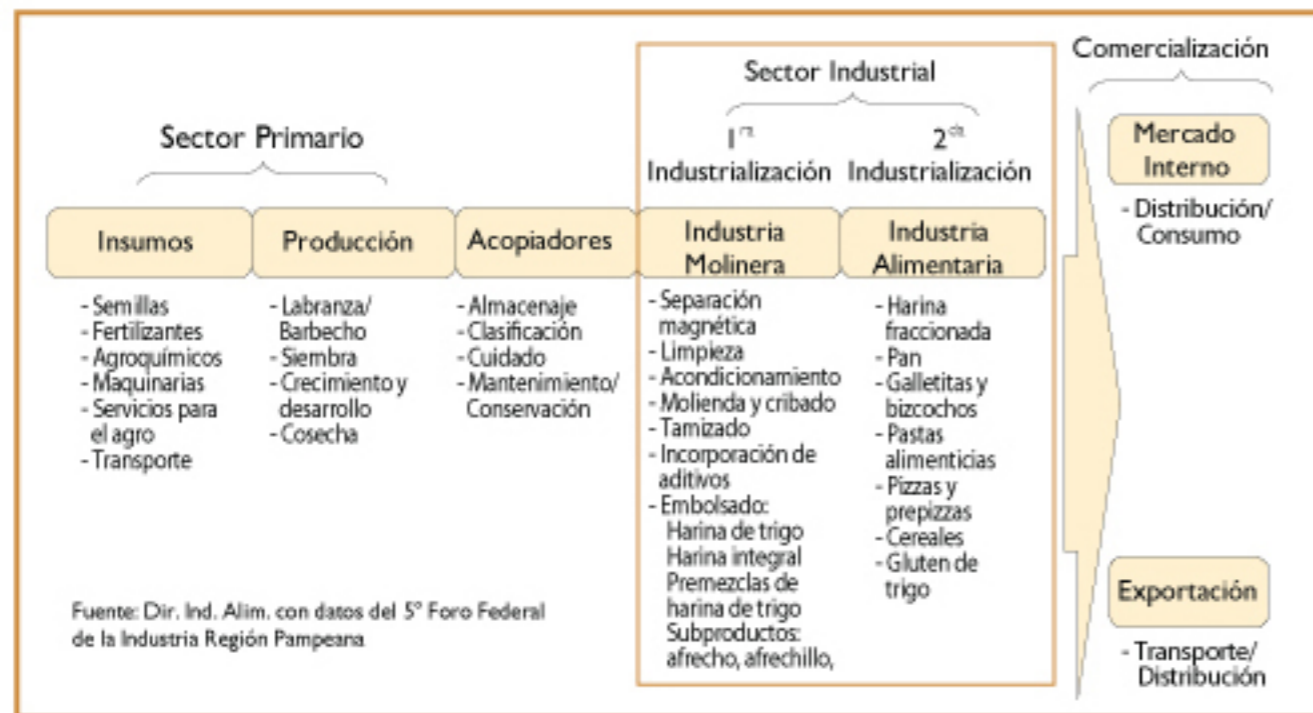 Sector Primario
Insumos
- Semillas
- Fertilizantes
- Agroquímicos
- Maquinarias
- Servicios para
el agro
- Transporte
Producción
- Labranza/
Barbecho
- Siembra
- Crecimiento y
desarrollo
- Cosecha
Acopiadores
- Almacenaje
- Clasificación
- Cuidado
- Mantenimiento/
Conservación
Sector Industrial
1ra
Industrialización
Industria
Molinera
- Separación
magnética
- Limpieza
- Acondicionamiento
- Molienda y cribado
- Tamizado
- Incorporación de
aditivos
- Embolsado:
Harina de trigo
Harina integral
Premezclas de
harina de trigo
Subproductos:
afrecho, afrechillo,
2da
Industrialización
Industria
Alimentaria
- Harina
fraccionada
- Pan
- Galletitas y
bizcochos
- Pastas
alimenticias
- Pizzas y
prepizzas
- Cereales
- Gluten de
trigo
Comercialización
Mercado
Interno
- Distribución/
Consumo
Exportación
- Transporte/
Distribución
Fuente: Dir. Ind. Alim. con datos del 5º Foro Federal
de la Industria Región Pampeana